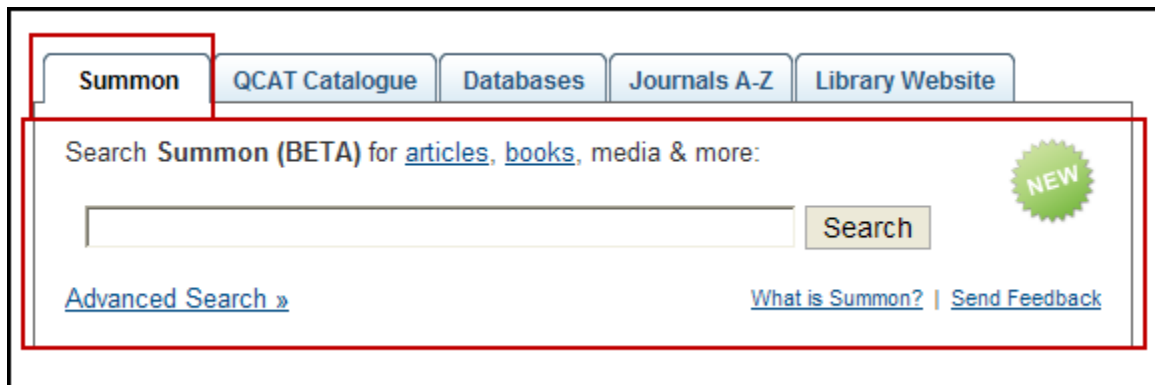 Summon QCAT Catalogue Databases Journals A-Z Library Website
Search Summon (BETA) for articles, books, media & more:
NEW
Search
Advanced Search » What is Summon? | Send Feedback